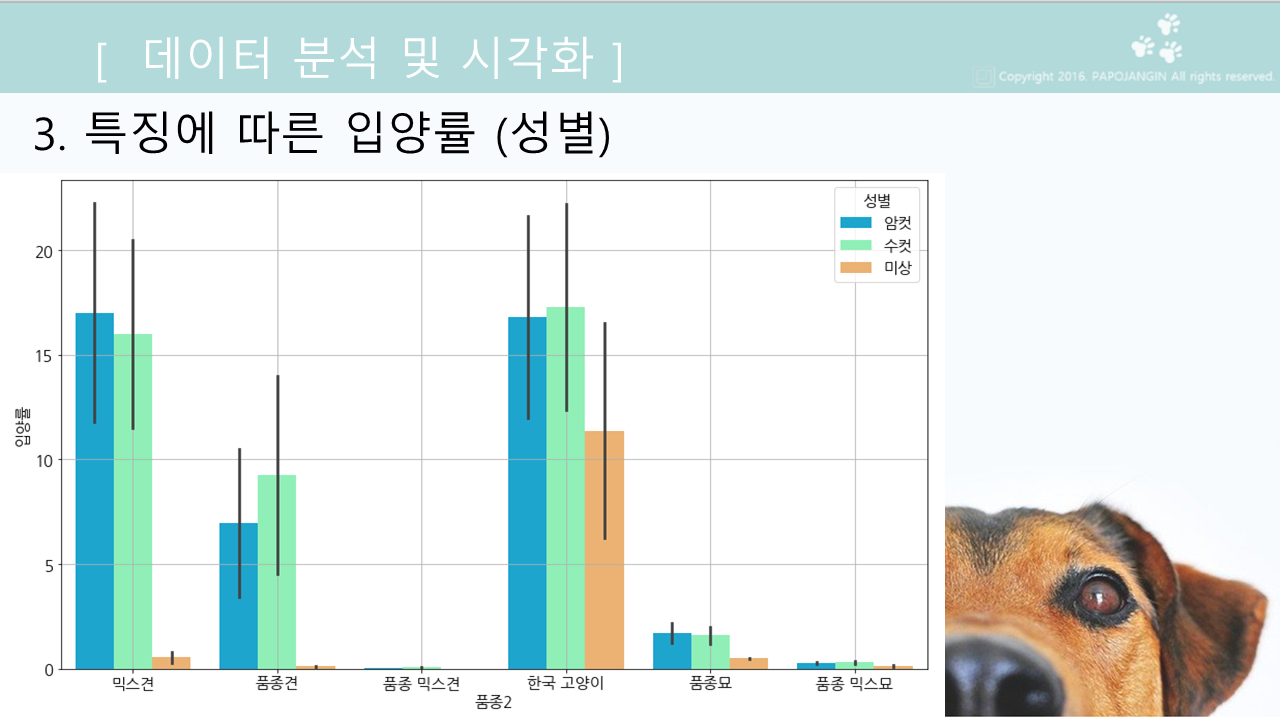 [ 데이터 분석 및 시각화 ]
Copyright 2016. PAPOJANGIN All rights reserved.
3. 특징에 따른 입양률 (성별)
성별
암컷
수컷
미상
20
15
10
5
0
입양률
믹스견 품종견 품종 믹스견 한국 고양이 품종묘 품종 믹스묘
품종2